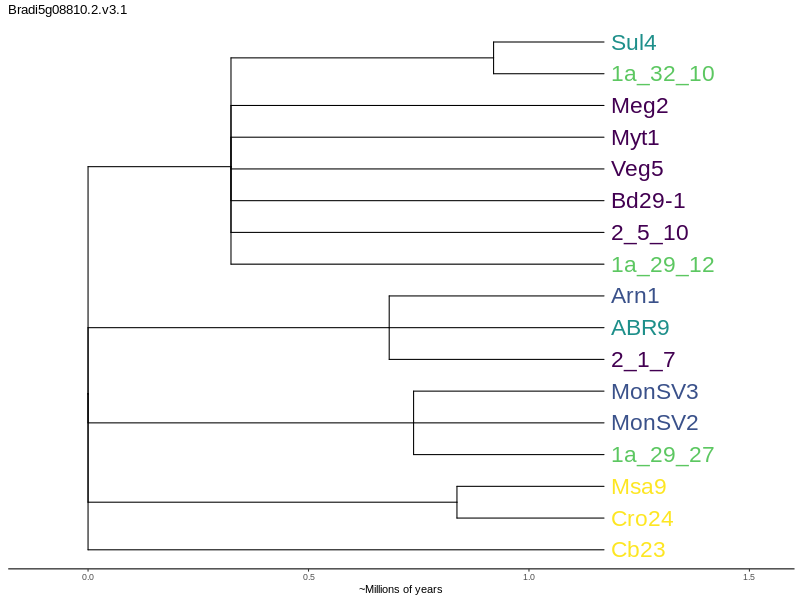 Bradi5g08810.2.v3.1
Sul4
1a_32_10
Meg2
Myt1
Veg5
Bd29-1
2_5_10
1a_29_12
Arn1
ABR9
2_1_7
MonSV3
MonSV2
1a_29_27
Msa9
Cro24
Cb23
0.0 0.5 1.0 1.5
~Millions of years